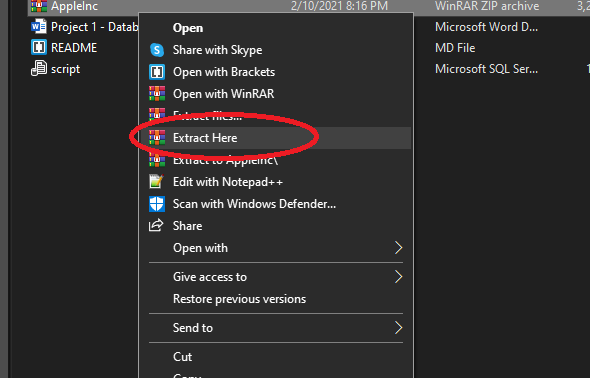 AppleInc 2/10/2021 8:16 PM WinRAR ZIP archive 3,2
Project 1 - Datab Microsoft Word D...
README MD File
script Microsoft SQL Ser... 1
Open
Share with Skype
Open with Brackets
Open with WinRAR
Extract files...
Extract Here
Extract to AppleInc\
Edit with Notepad++
Scan with Windows Defender...
Share
Open with
Give access to
Restore previous versions
Send to
Cut
Copy